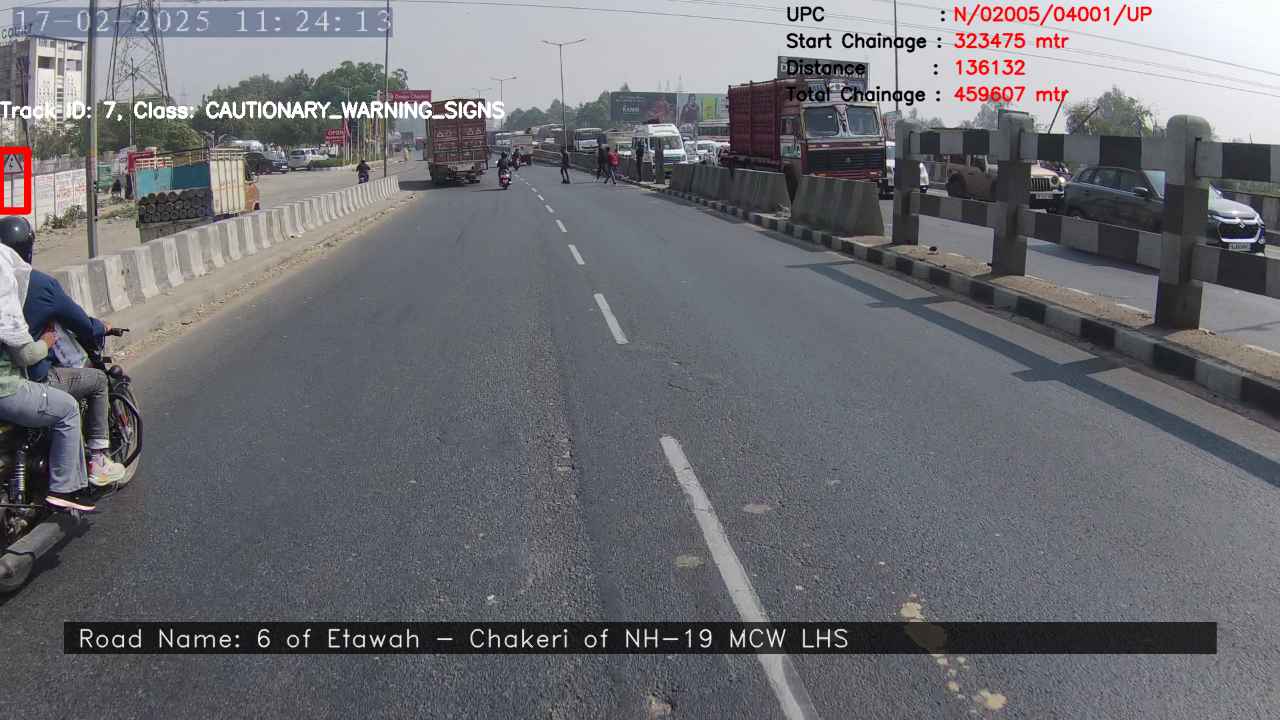 17-02-2025 11:24:13
UPC : N/02005/04001/UP
Start Chainage : 323475 mtr
Distance : 136132
Total Chainage : 459607 mtr
Track ID: 7, Class: CAUTIONARY_WARNING_SIGNS
OPEN
Road Name: 6 of Etawah - Chakeri of NH-19 MCW LHS